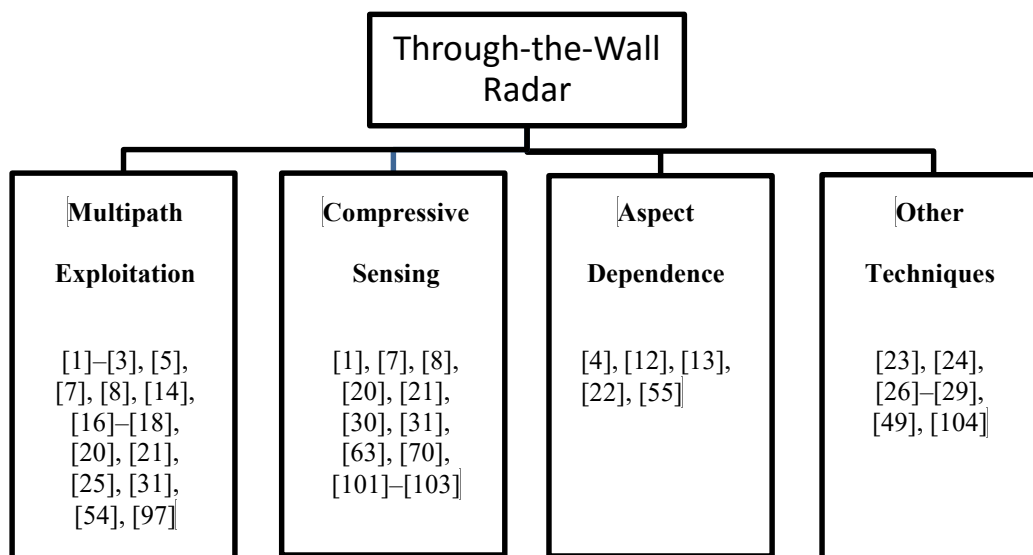 Through-the-Wall
Radar
Multipath
Exploitation
[1]–[3], [5],
[7], [8], [14],
[16]–[18],
[20], [21],
[25], [31],
[54], [97]
Compressive
Sensing
[1], [7], [8],
[20], [21],
[30], [31],
[63], [70],
[101]–[103]
Aspect
Dependence
[4], [12], [13],
[22], [55]
Other
Techniques
[23], [24],
[26]–[29],
[49], [104]